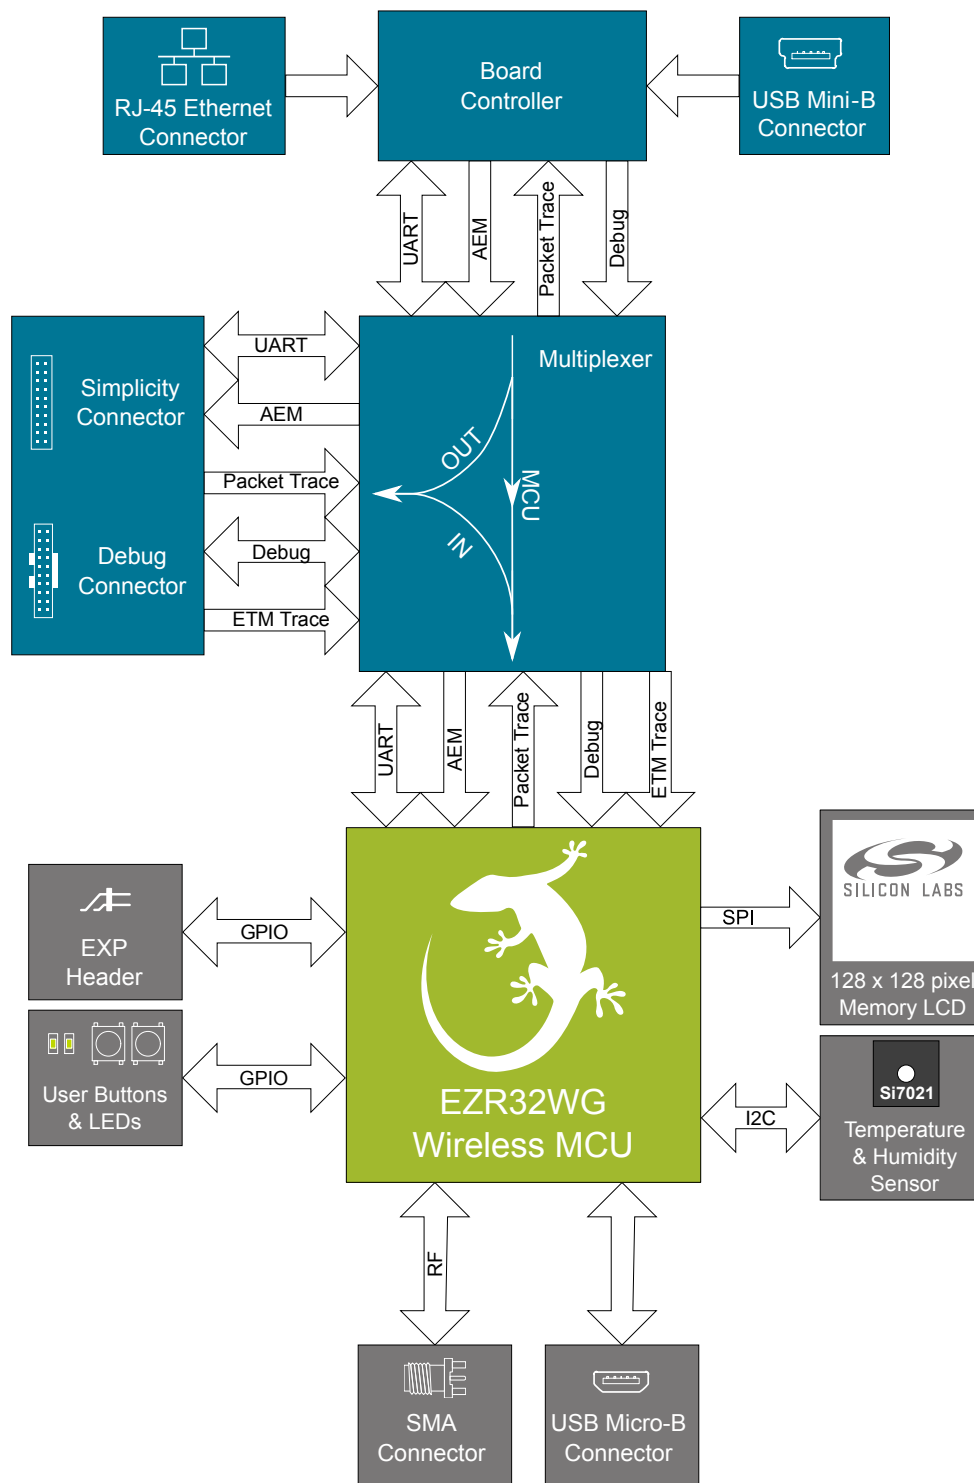 RJ-45 Ethernet
Connector
Board
Controller
USB Mini-B
Connector
UART
AEM
Packet Trace
Debug
Simplicity
Connector
Debug
Connector
UART
AEM
Packet Trace
Debug
ETM Trace
Multiplexer
OUT
MCU
IN
UART
AEM
Packet Trace
Debug
ETM Trace
EXP
Header
GPIO
User Buttons
& LEDs
GPIO
EZR32WG
Wireless MCU
SPI
SILICON LABS
128 x 128 pixel
Memory LCD
I2C
Si7021
Temperature
& Humidity
Sensor
RF
SMA
Connector
USB Micro-B
Connector